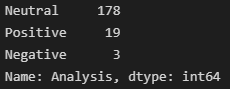 Neutral     178
Positive     19
Negative      3
Name: Analysis, dtype: int64